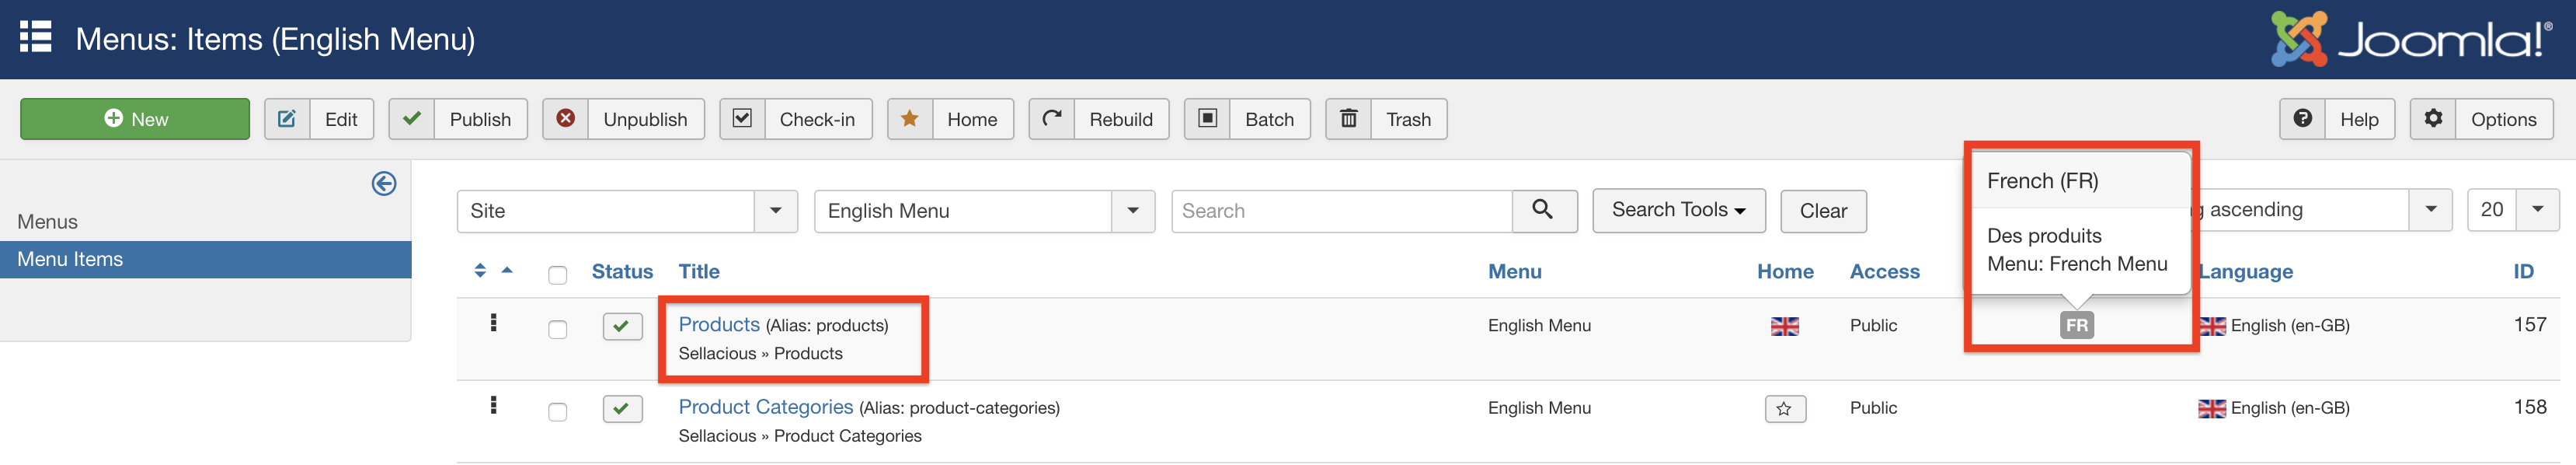 Menus: Items (English Menu)
Joomla!®
New
Edit
Publish
Unpublish
Check-in
Home
Rebuild
Batch
Trash
Help
Options
Menus
Menu Items
Site
English Menu
Search
Search Tools
Clear
French (FR)
Des produits
Menu: French Menu
ascending
20
Status
Title
Menu
Home
Access
Language
ID
Products (Alias: products)
Sellacious » Products
English Menu
Public
FR
English (en-GB)
157
Product Categories (Alias: product-categories)
Sellacious » Product Categories
English Menu
Public
English (en-GB)
158